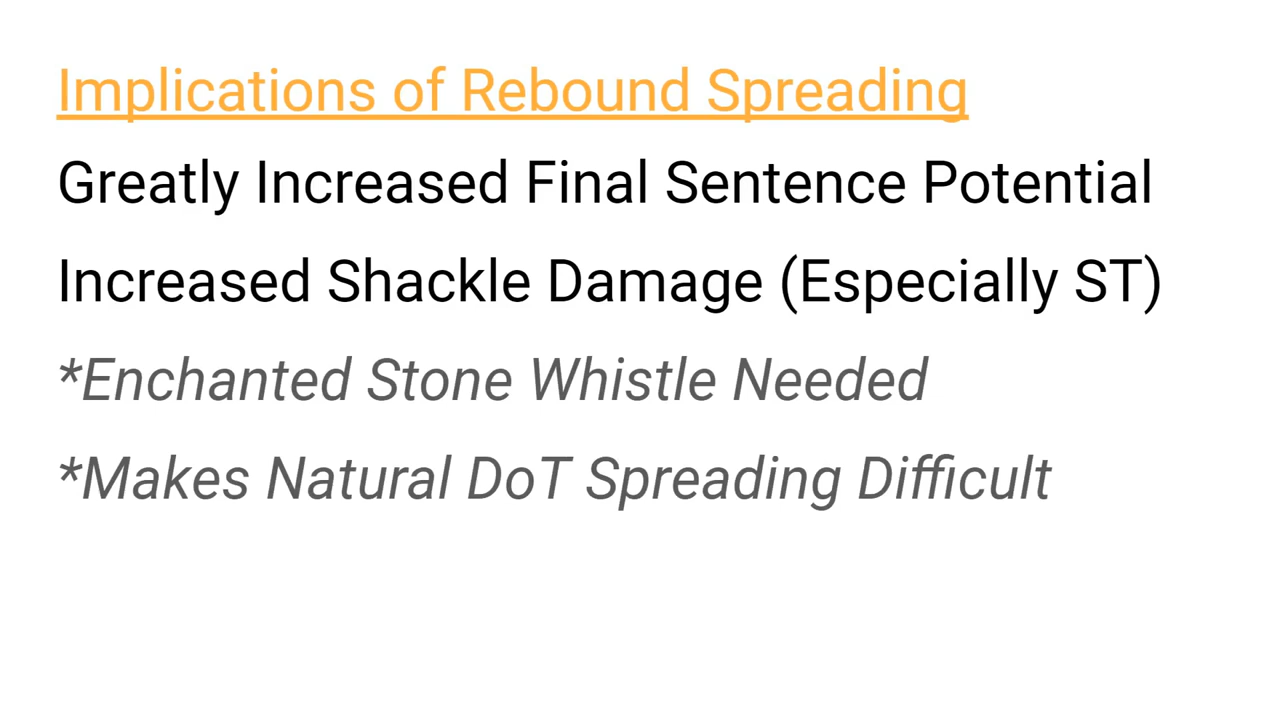 Implications of Rebound Spreading
Greatly Increased Final Sentence Potential
Increased Shackle Damage (Especially ST)
*Enchanted Stone Whistle Needed
*Makes Natural DoT Spreading Difficult